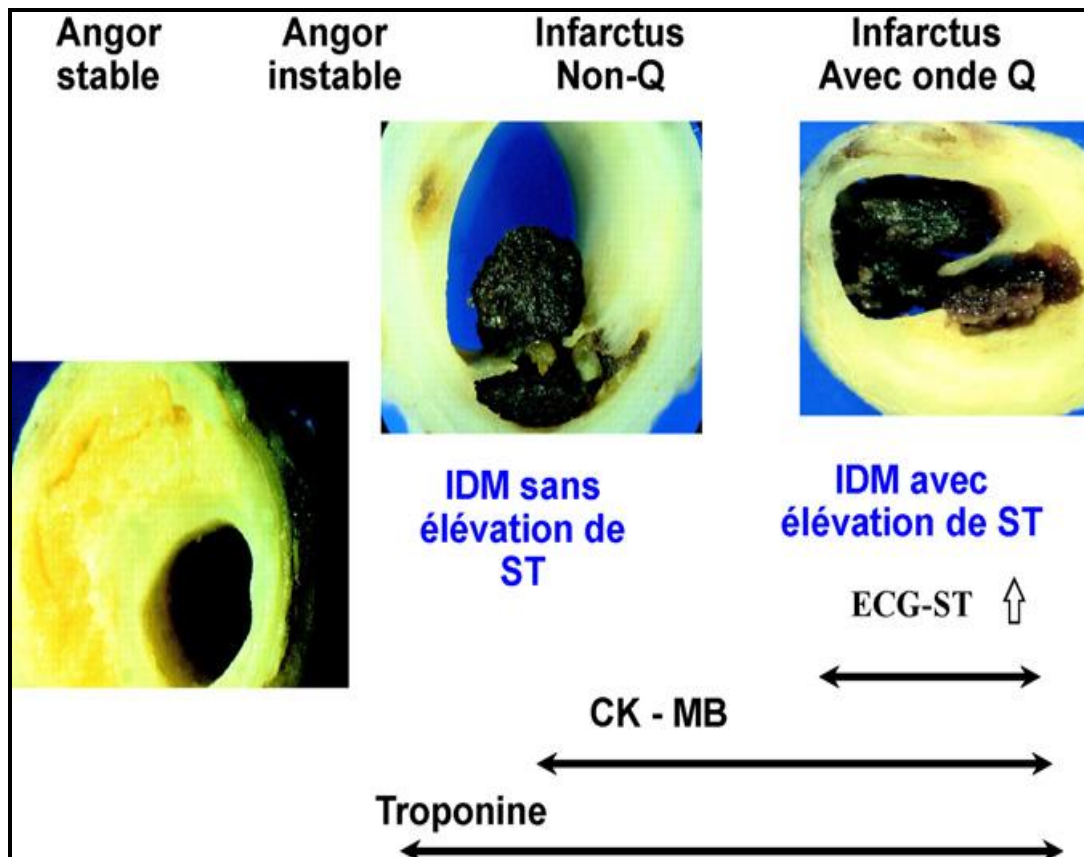 Angor
stable
Angor
instable
Infarctus
Non-Q
Infarctus
Avec onde Q
IDM sans
élévation de
ST
IDM avec
élévation de ST
ECG-ST
CK - MB
Troponine